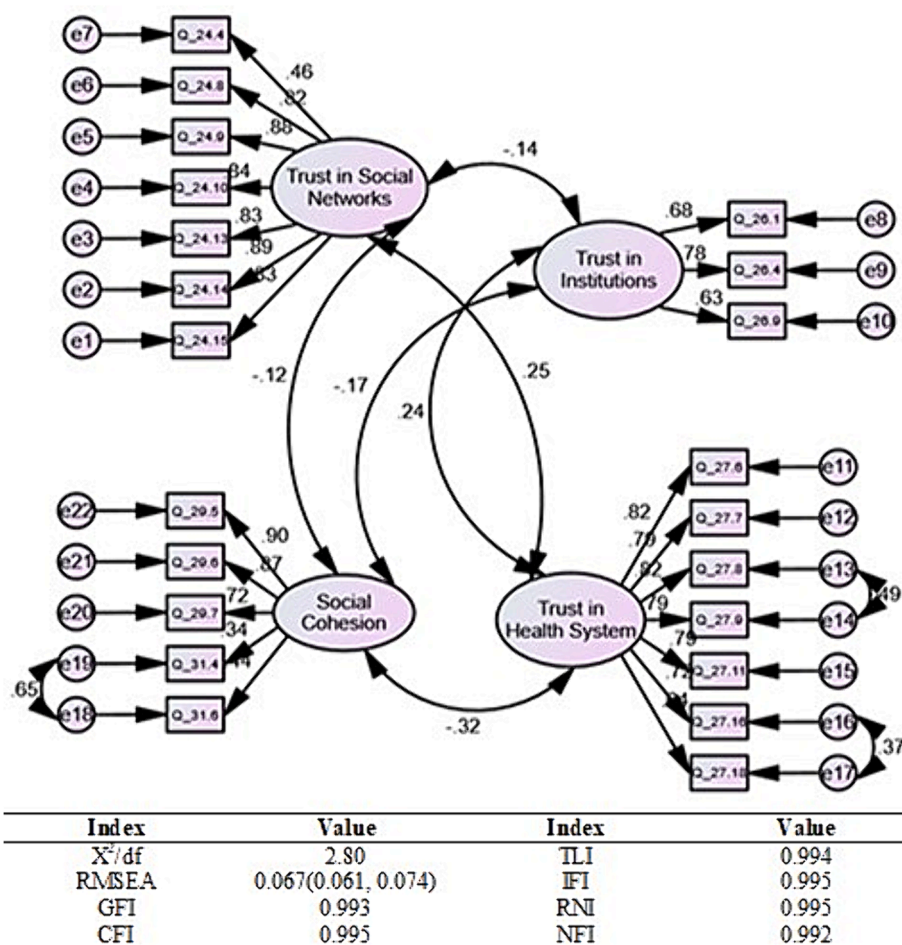 e7 Q_24.4 .46
e6 Q_24.8 .82
e5 Q_24.9 .88
e4 Q_24.10 .84
e3 Q_24.13 .83
e2 Q_24.14 .89
e1 Q_24.15
Trust in Social
Networks
-.14
Trust in
Institutions
.68 Q_26.1 e8
.78 Q_26.4 e9
.63 Q_26.9 e10
-.12
-.17
.24
.25
e22 Q_29.5 .90
e21 Q_29.6 .87
e20 Q_29.7 .72
e19 Q_31.4 .34
e18 Q_31.6
.65
Social
Cohesion
-.32
Trust in
Health System
.82 Q_27.6 e11
.79 Q_27.7 e12
.82 Q_27.8 e13
.79 Q_27.9 e14
.79 Q_27.11 e15
.72 Q_27.16 e16
Q_27.18 e17
.49
.37
Index Value Index Value
X²/df 2.80 TLI 0.994
RMSEA 0.067(0.061, 0.074) IFI 0.995
GFI 0.993 RNI 0.995
CFI 0.995 NFI 0.992